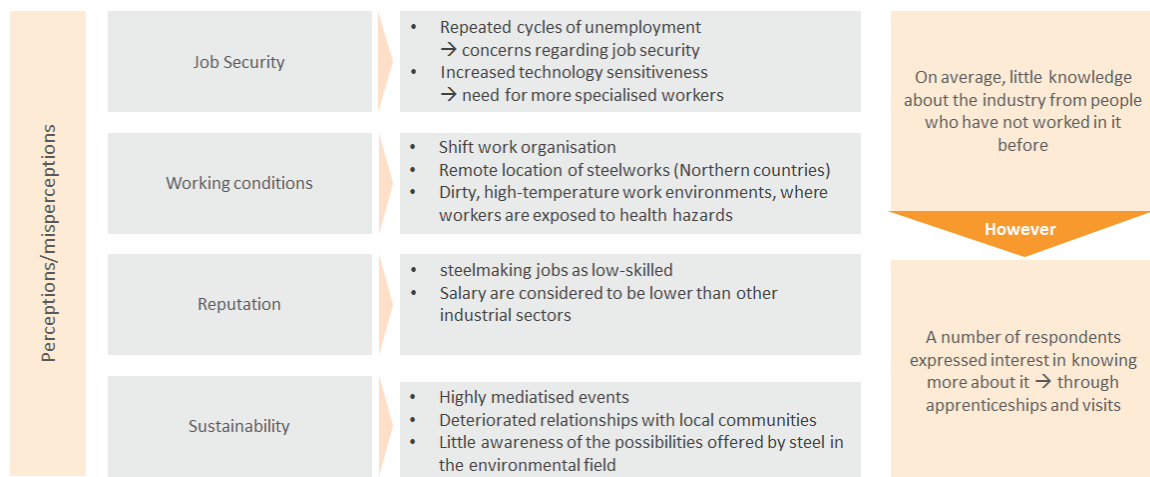 Perceptions/misperceptions
Job Security
• Repeated cycles of unemployment
→ concerns regarding job security
• Increased technology sensitiveness
→ need for more specialised workers
Working conditions
• Shift work organisation
• Remote location of steelworks (Northern countries)
• Dirty, high-temperature work environments, where
workers are exposed to health hazards
Reputation
• steelmaking jobs as low-skilled
• Salary are considered to be lower than other
industrial sectors
Sustainability
• Highly mediatised events
• Deteriorated relationships with local communities
• Little awareness of the possibilities offered by steel in
the environmental field
On average, little knowledge
about the industry from people
who have not worked in it
before
However
A number of respondents
expressed interest in knowing
more about it → through
apprenticeships and visits